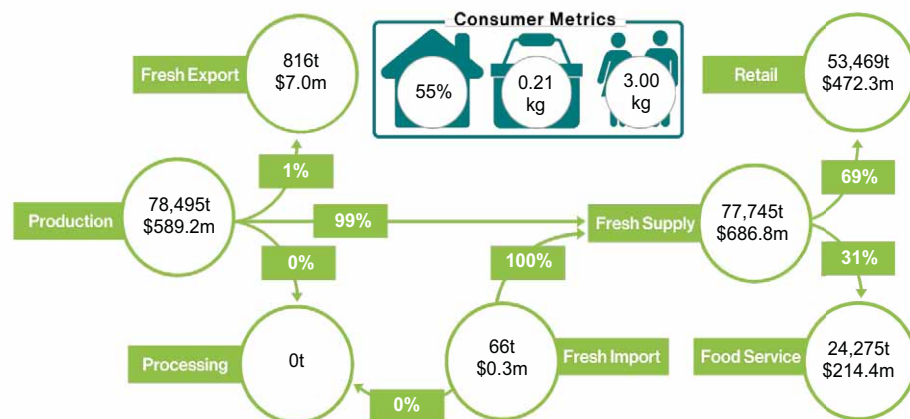 Consumer Metrics
55%
0.21
kg
3.00
kg
Fresh Export
816t
$7.0m
Retail
53,469t
$472.3m
1%
69%
Production
78,495t
$589.2m
99%
Fresh Supply
77,745t
$686.8m
0%
100%
31%
Processing
0t
66t
$0.3m
Fresh Import
Food Service
24,275t
$214.4m
0%